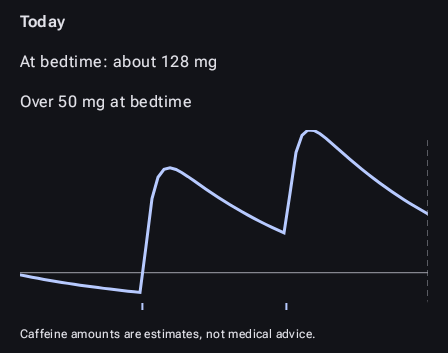 Today
At bedtime: about 128 mg
Over 50 mg at bedtime
Caffeine amounts are estimates, not medical advice.